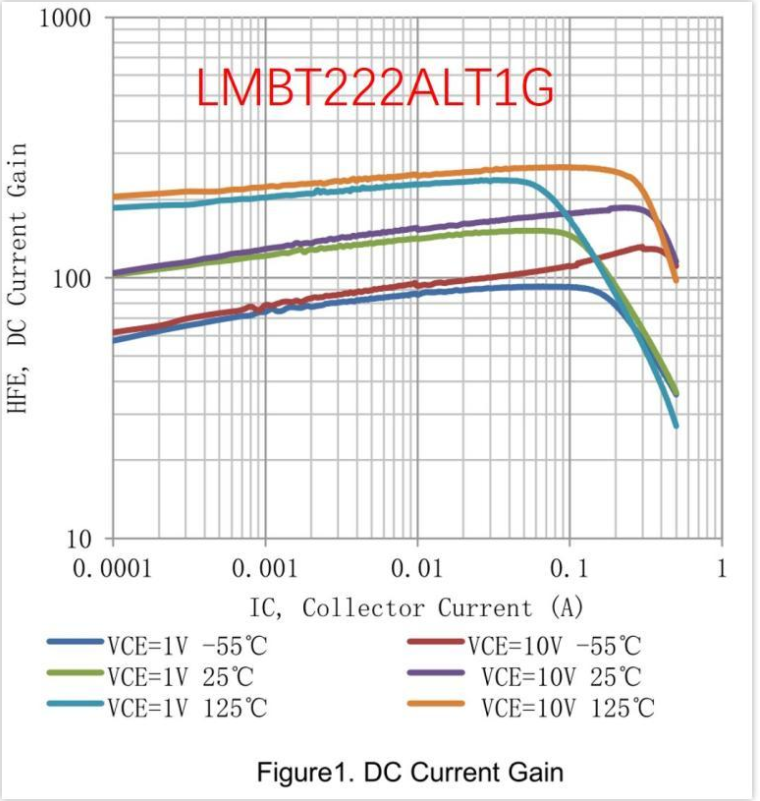 1000
LMBT222ALT1G
HFE, DC Current Gain
100
10
0.0001 0.001 0.01 0.1 1
IC, Collector Current (A)
VCE=1V -55℃ VCE=10V -55℃
VCE=1V 25℃ VCE=10V 25℃
VCE=1V 125℃ VCE=10V 125℃
Figure1. DC Current Gain